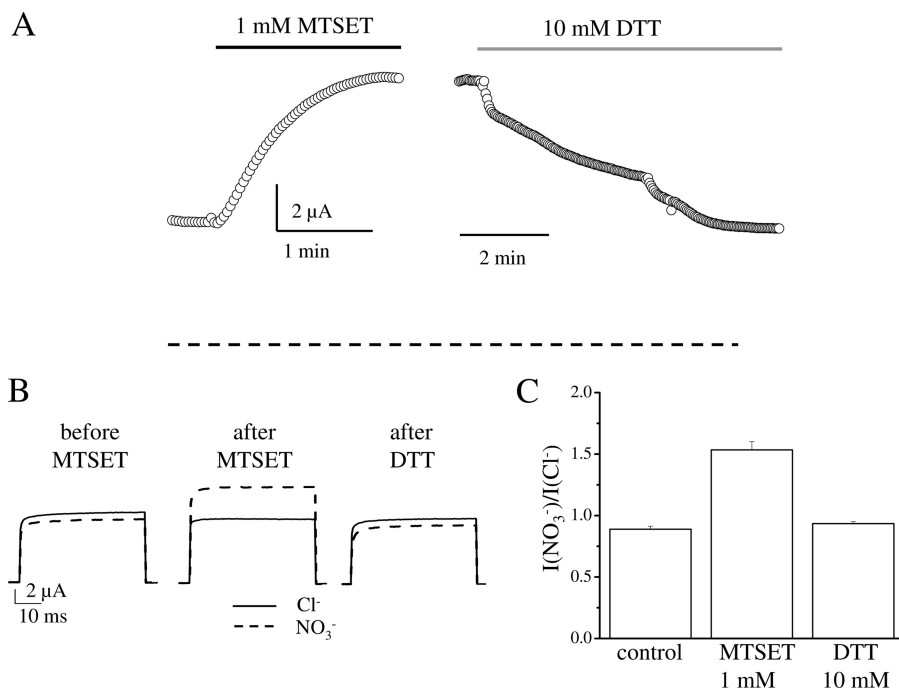 A
1 mM MTSET
10 mM DTT
2 µA
1 min
2 min
B
before
MTSET
after
MTSET
after
DTT
2 µA
10 ms
Cl⁻
NO₃⁻
C
I(NO₃⁻)/I(Cl⁻)
2.0
1.5
1.0
0.5
0.0
control
MTSET
1 mM
DTT
10 mM